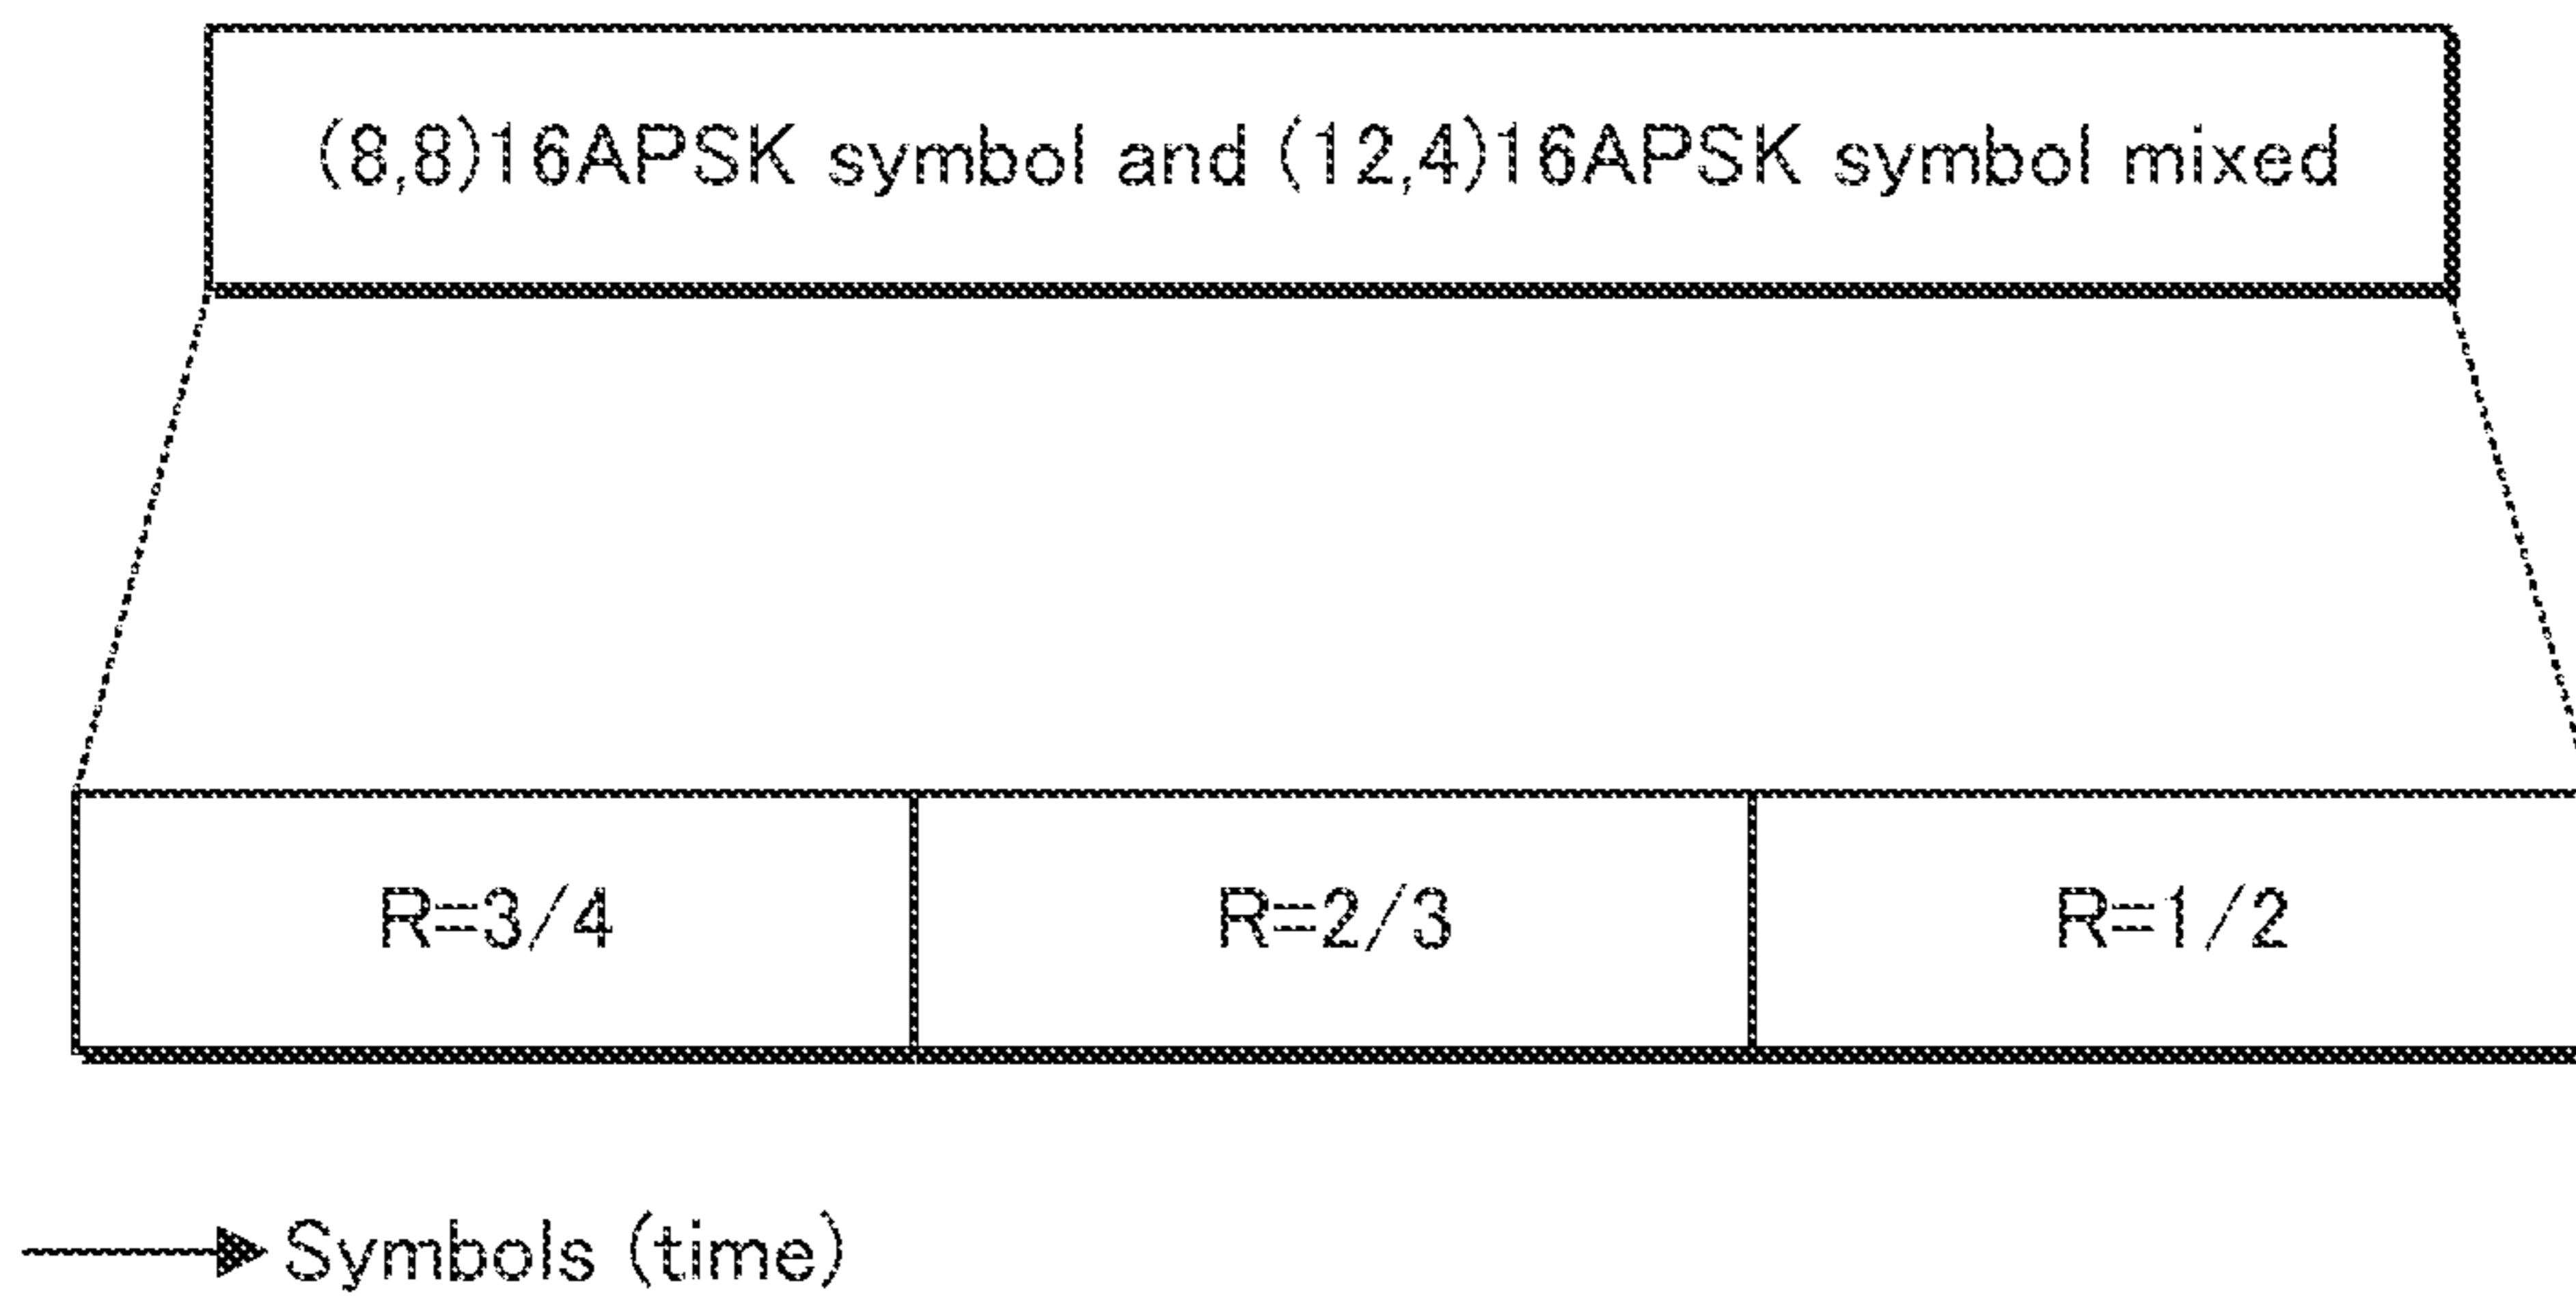 (8,8)16APSK symbol and (12,4)16APSK symbol mixed
R=3/4
R=2/3
R=1/2
Symbols (time)